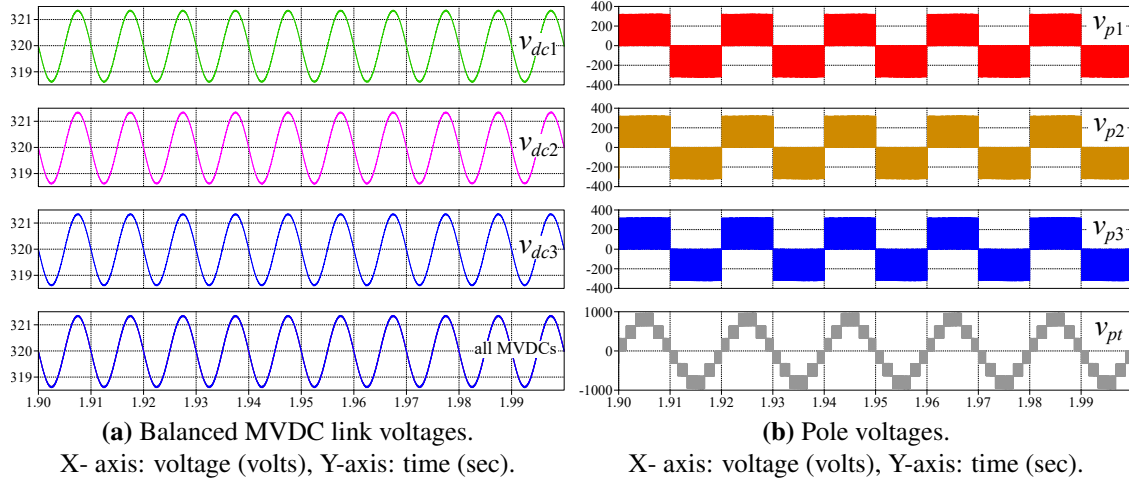 321
320
319
v_dc1
321
320
319
v_dc2
321
320
319
v_dc3
321
320
319
all MVDCs
1.90 1.91 1.92 1.93 1.94 1.95 1.96 1.97 1.98 1.99
(a) Balanced MVDC link voltages.
X- axis: voltage (volts), Y-axis: time (sec).
400
200
0
-200
-400
v_p1
400
200
0
-200
-400
v_p2
400
200
0
-200
-400
v_p3
1000
0
-1000
v_pt
1.90 1.91 1.92 1.93 1.94 1.95 1.96 1.97 1.98 1.99
(b) Pole voltages.
X- axis: voltage (volts), Y-axis: time (sec).